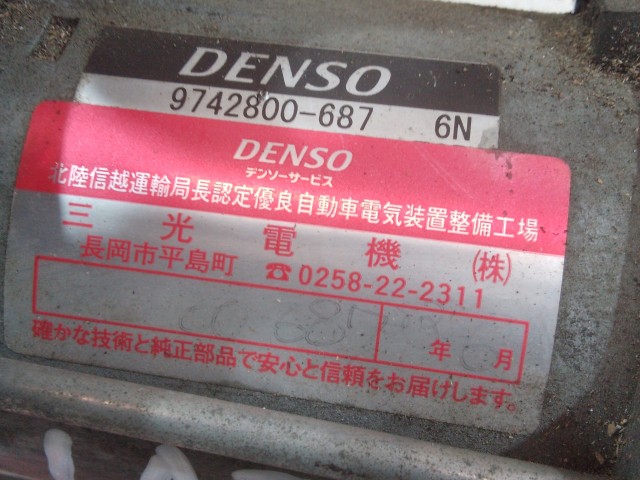 DENSO
9742800-687 6N
DENSO
デンソーサービス
北陸信越運輸局長認定優良自動車電気装置整備工場
三光電機(株)
長岡市平島町 ☎0258-22-2311
年 月
確かな技術と純正部品で安心と信頼をお届けします。